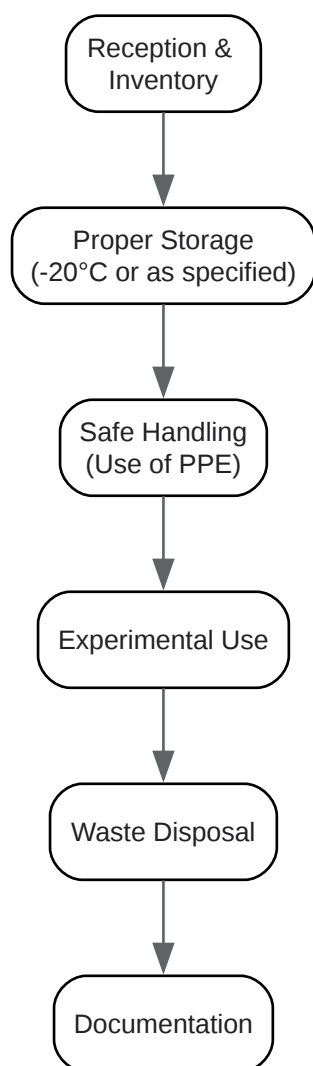 Reception &
Inventory
Proper Storage
(-20°C or as specified)
Safe Handling
(Use of PPE)
Experimental Use
Waste Disposal
Documentation